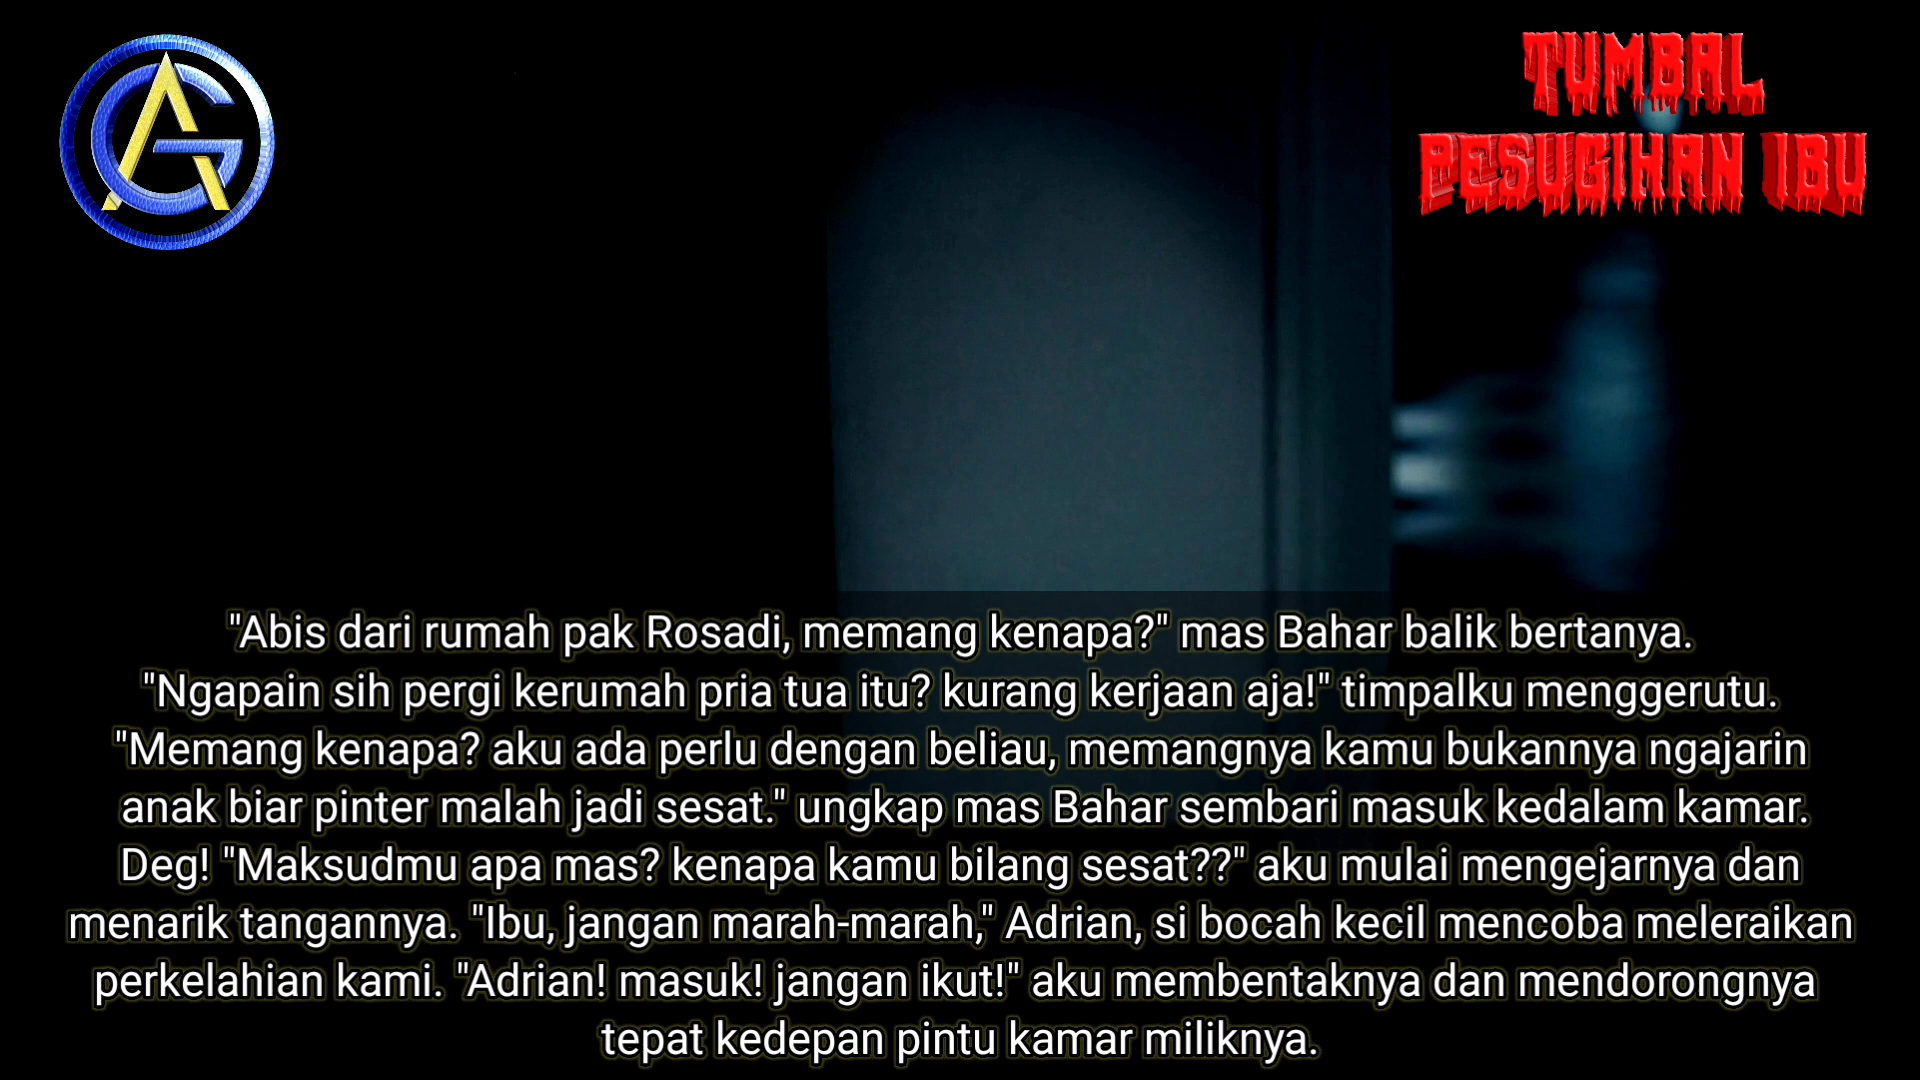 TUMBAL
PESUGIHAN IBU
"Abis dari rumah pak Rosadi, memang kenapa?" mas Bahar balik bertanya.
"Ngapain sih pergi kerumah pria tua itu? kurang kerjaan aja!" timpalku menggerutu.
"Memang kenapa? aku ada perlu dengan beliau, memangnya kamu bukannya ngajarin
anak biar pinter malah jadi sesat." ungkap mas Bahar sembari masuk kedalam kamar.
Deg! "Maksudmu apa mas? kenapa kamu bilang sesat??" aku mulai mengejarnya dan
menarik tangannya. "Ibu, jangan marah-marah," Adrian, si bocah kecil mencoba meleraikan
perkelahian kami. "Adrian! masuk! jangan ikut!" aku membentaknya dan mendorongnya
tepat kedepan pintu kamar miliknya.